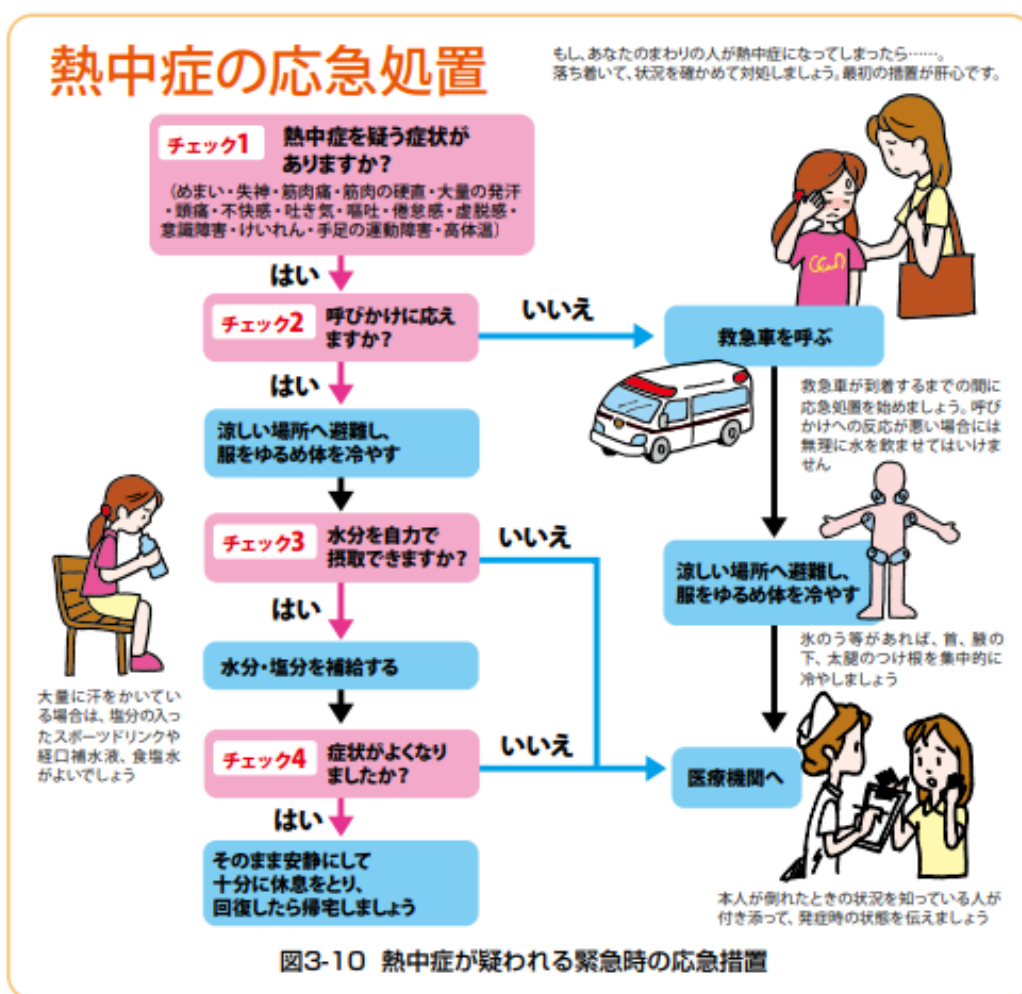 熱中症の応急処置
もし、あなたのまわりの人が熱中症になってしまったら……。
落ち着いて、状況を確かめて対処しましょう。最初の措置が肝心です。
チェック1
熱中症を疑う症状が
ありますか？
（めまい・失神・筋肉痛・筋肉の硬直・大量の発汗
・頭痛・不快感・吐き気・嘔吐・倦怠感・虚脱感・
意識障害・けいれん・手足の運動障害・高体温）
はい
チェック2
呼びかけに応え
ますか？
いいえ
救急車を呼ぶ
救急車が到着するまでの間に
応急処置を始めましょう。呼び
かけへの反応が悪い場合には
無理に水を飲ませてはいけま
せん
はい
涼しい場所へ避難し、
服をゆるめ体を冷やす
チェック3
水分を自力で
摂取できますか？
いいえ
涼しい場所へ避難し、
服をゆるめ体を冷やす
氷のう等があれば、首、腋の
下、太腿のつけ根を集中的に
冷やしましょう
はい
水分・塩分を補給する
大量に汗をかいてい
る場合は、塩分の入っ
たスポーツドリンクや
経口補水液、食塩水
がよいでしょう
チェック4
症状がよくなり
ましたか？
いいえ
医療機関へ
はい
そのまま安静にして
十分に休息をとり、
回復したら帰宅しましょう
本人が倒れたときの状況を知っている人が
付き添って、発症時の状態を伝えましょう
図3-10 熱中症が疑われる緊急時の応急措置